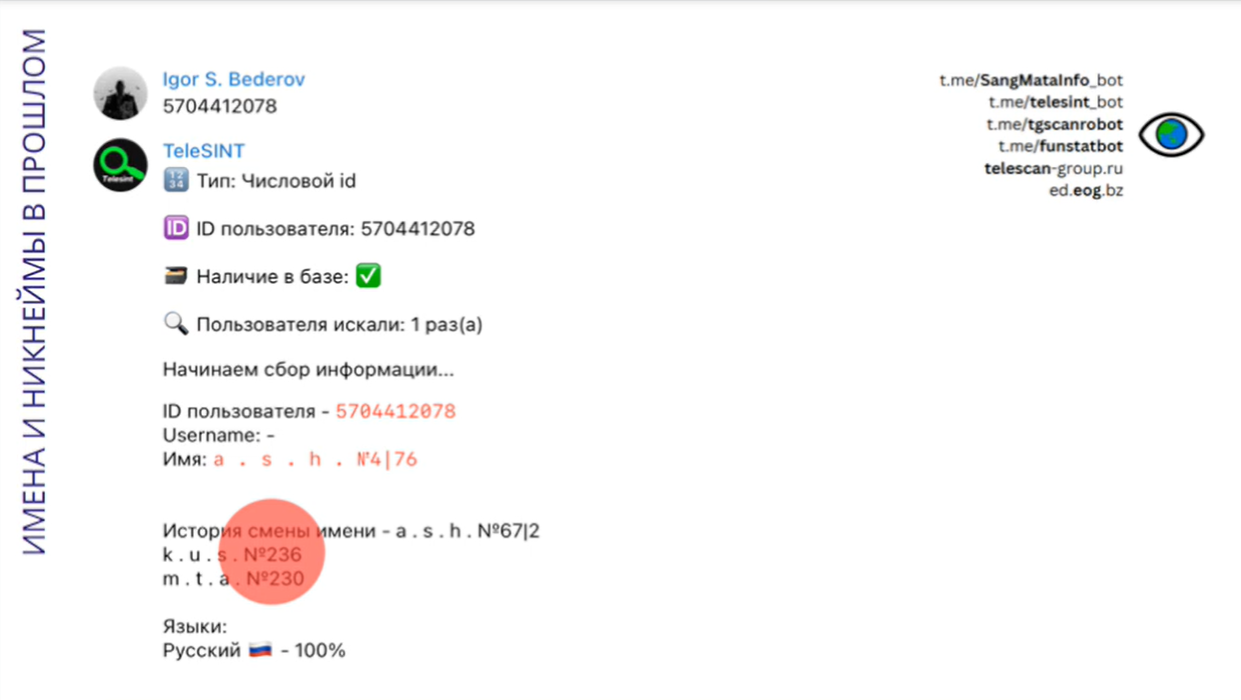 ИМЕНА И НИКНЕЙМЫ В ПРОШЛОМ
Igor S. Bederov
5704412078
TeleSINT
Telesint
1234 Тип: Числовой id
ID ID пользователя: 5704412078
Наличие в базе: ✅
Пользователя искали: 1 раз(а)
Начинаем сбор информации...
ID пользователя - 5704412078
Username: -
Имя: a . s . h . №4|76
История смены имени - a . s . h . №67|2
k . u . s . №236
m . t . a . №230
Языки:
Русский 🇷🇺 - 100%
t.me/SangMataInfo_bot
t.me/telesint_bot
t.me/tgscanrobot
t.me/funstatbot
telescan-group.ru
ed.eog.bz